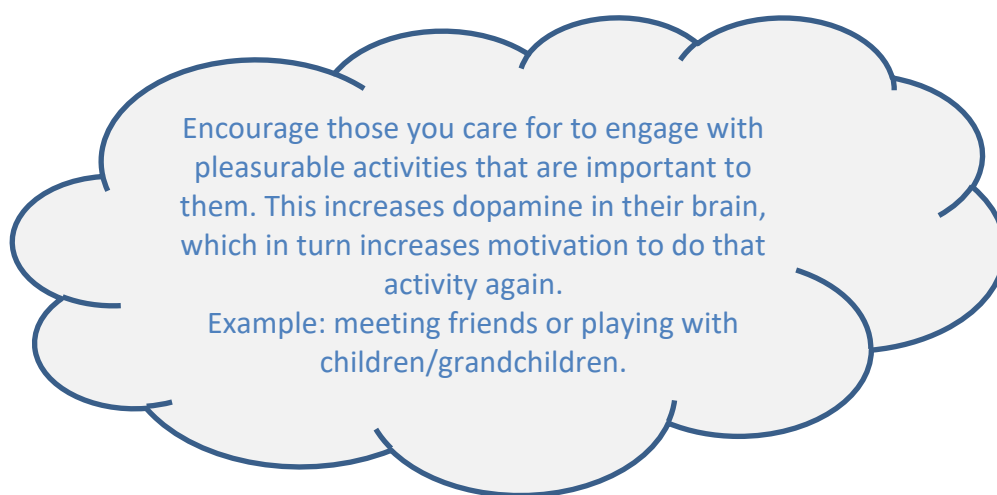 Encourage those you care for to engage with
pleasurable activities that are important to
them. This increases dopamine in their brain,
which in turn increases motivation to do that
activity again.
Example: meeting friends or playing with
children/grandchildren.